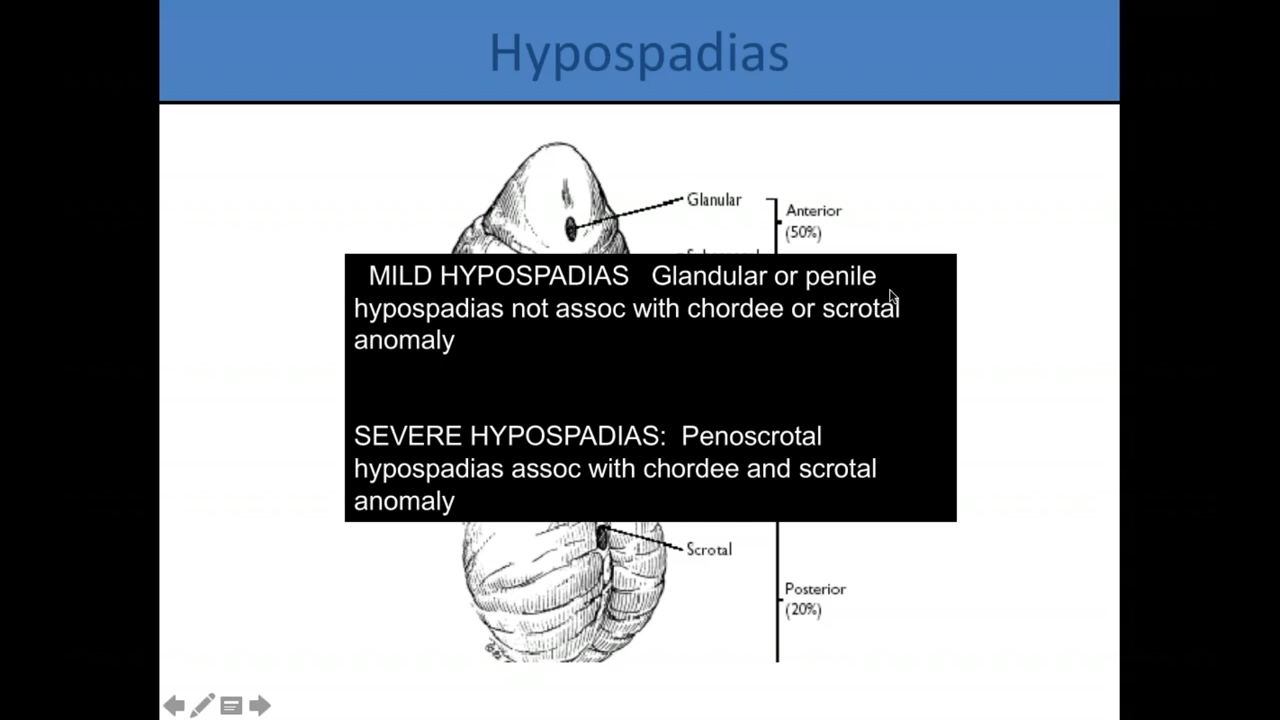 Hypospadias
Glanular
Anterior
(50%)
MILD HYPOSPADIAS Glandular or penile
hypospadias not assoc with chordee or scrotal
anomaly
SEVERE HYPOSPADIAS: Penoscrotal
hypospadias assoc with chordee and scrotal
anomaly
Scrotal
Posterior
(20%)